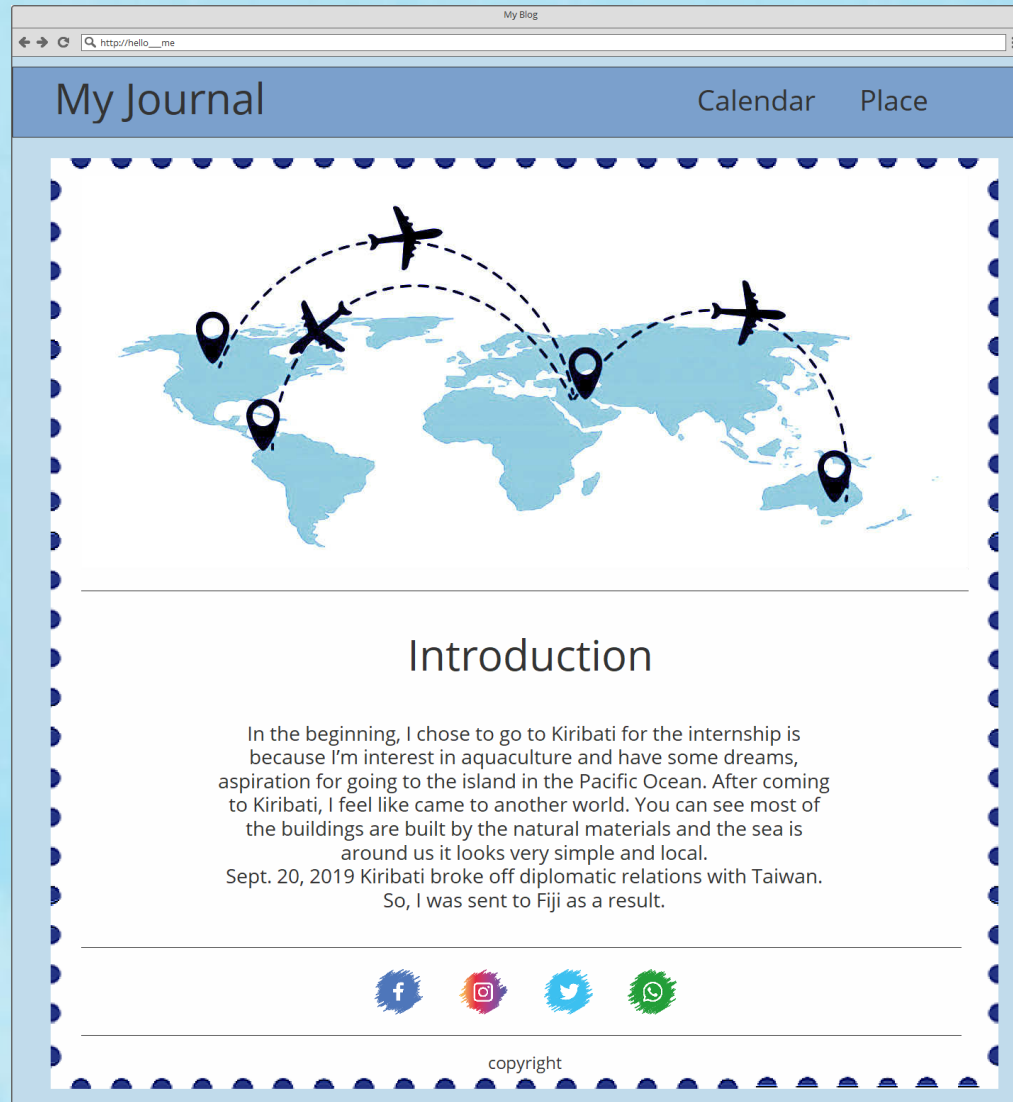 My Blog
http://hello___me
My Journal
Calendar
Place
Introduction
In the beginning, I chose to go to Kiribati for the internship is
because I’m interest in aquaculture and have some dreams,
aspiration for going to the island in the Pacific Ocean. After coming
to Kiribati, I feel like came to another world. You can see most of
the buildings are built by the natural materials and the sea is
around us it looks very simple and local.
Sept. 20, 2019 Kiribati broke off diplomatic relations with Taiwan.
So, I was sent to Fiji as a result.
copyright